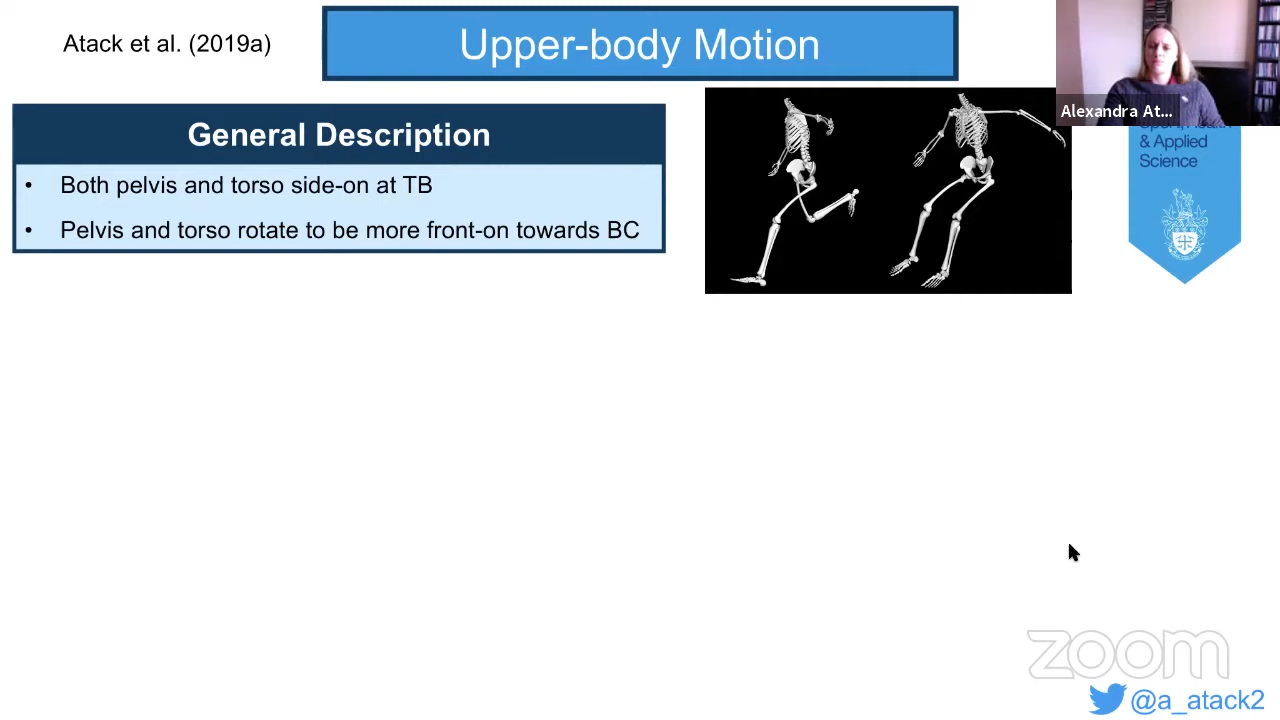 Atack et al. (2019a)
Upper-body Motion
Alexandra At...
General Description
• Both pelvis and torso side-on at TB
• Pelvis and torso rotate to be more front-on towards BC
& Applied
Science
zoom
@a_atack2